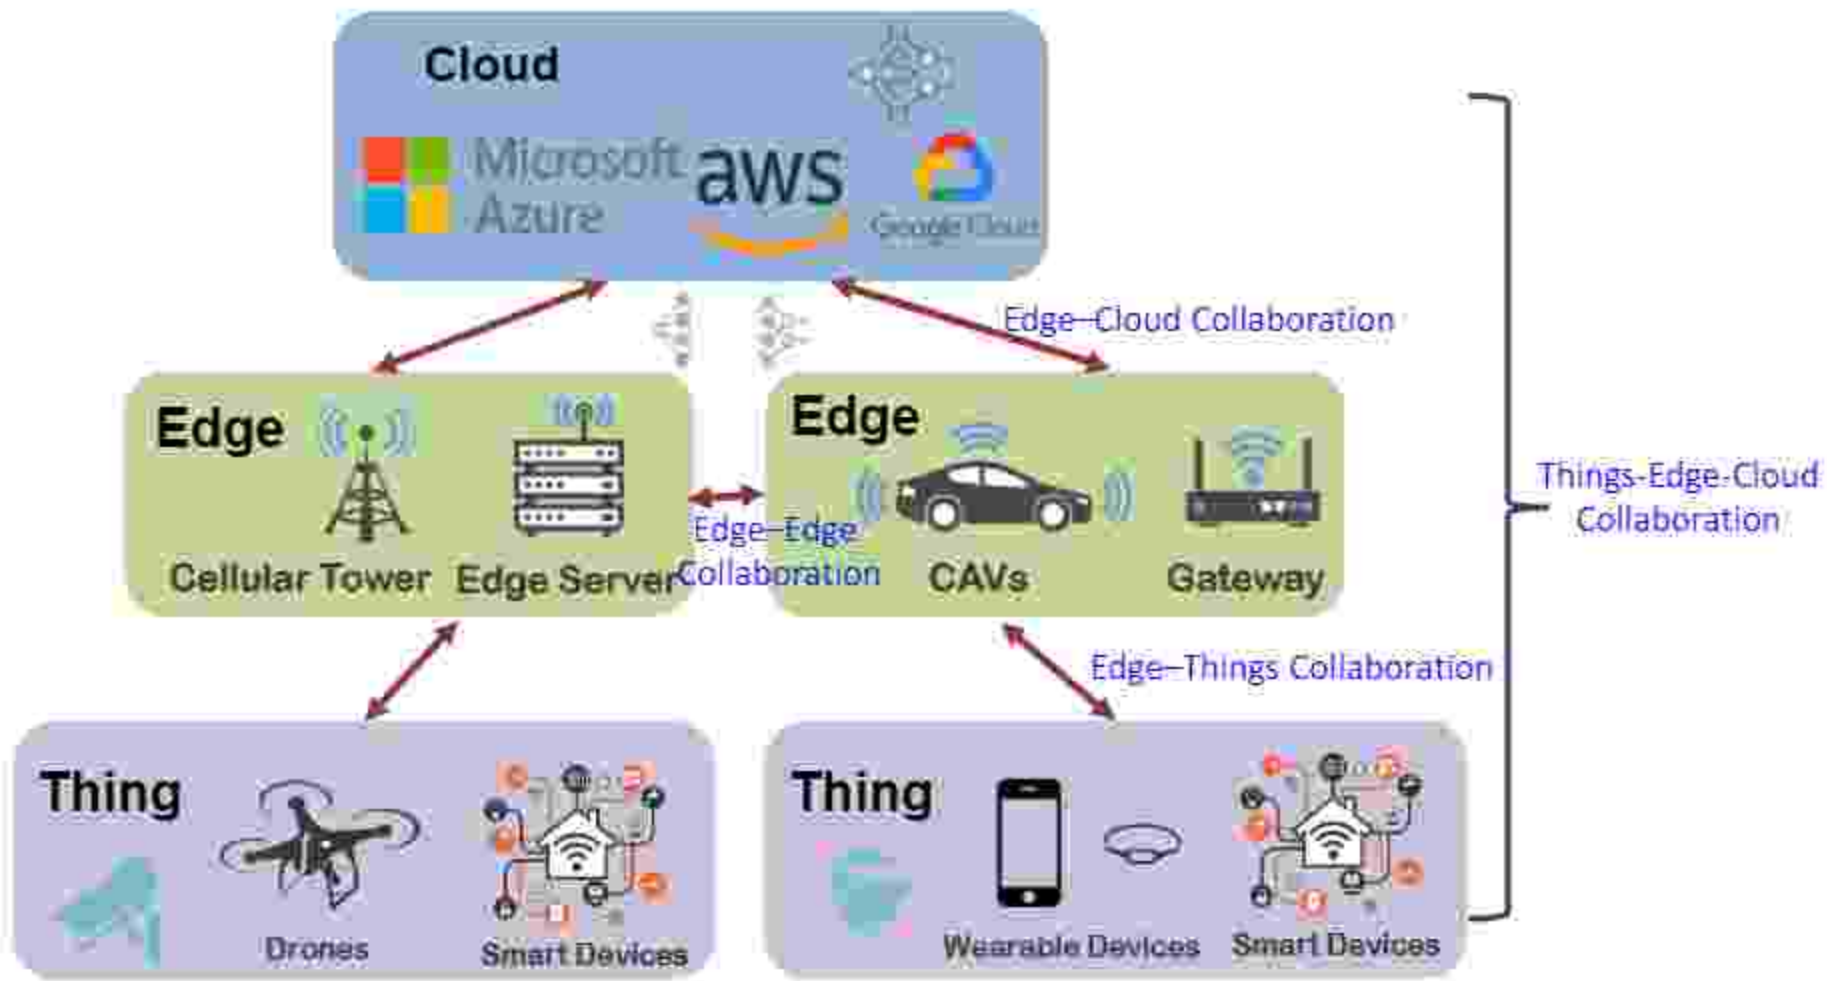 Cloud
Microsoft
Azure
aws
Google Cloud
Edge–Cloud Collaboration
Edge
Cellular Tower
Edge Server
Edge–Edge
Collaboration
Edge
CAVs
Gateway
Things-Edge-Cloud
Collaboration
Edge–Things Collaboration
Thing
Drones
Smart Devices
Thing
Wearable Devices
Smart Devices